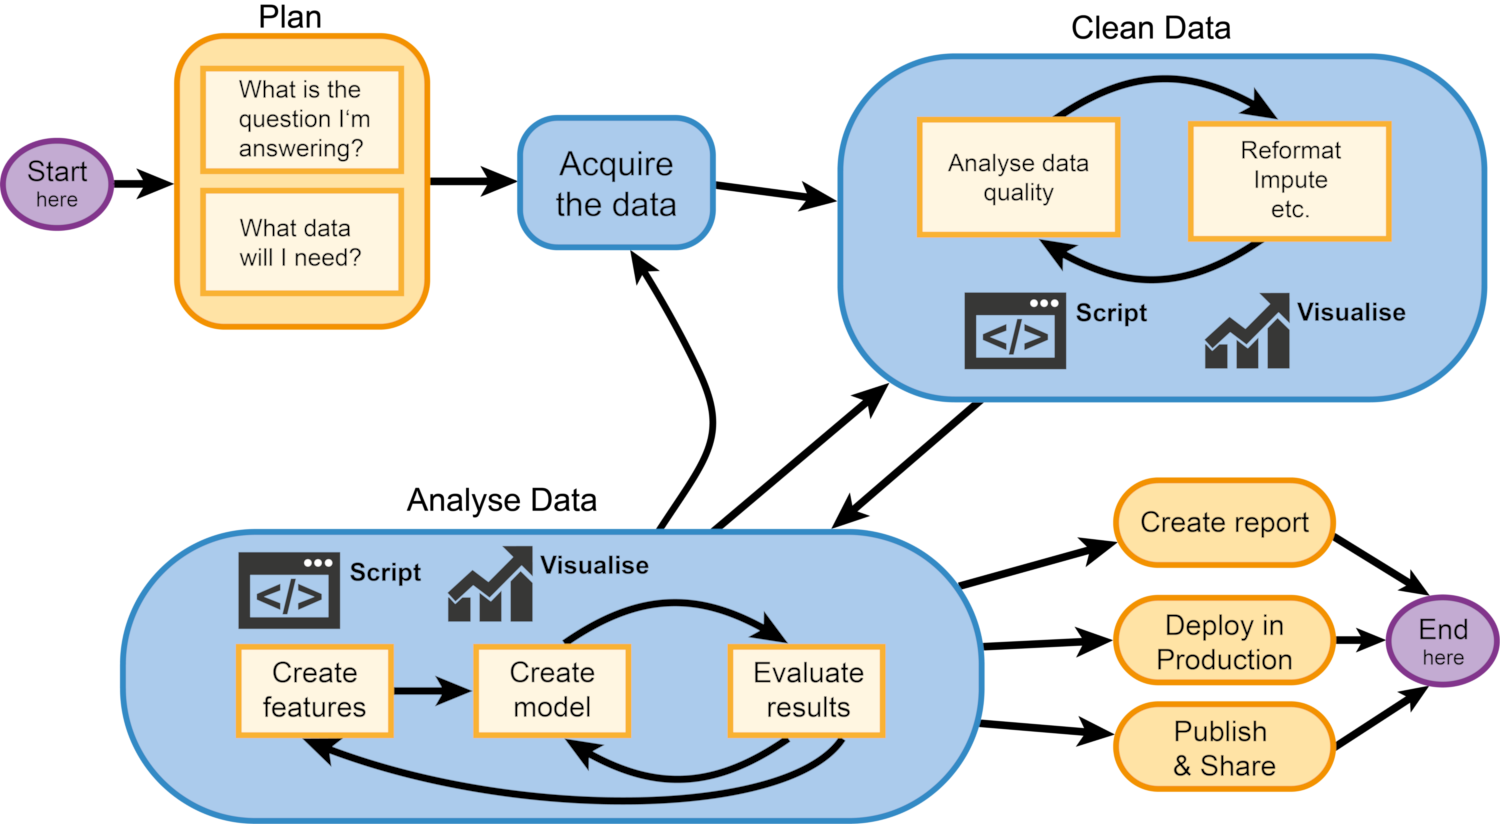 Plan
Start
here
What is the
question I'm
answering?
What data
will I need?
Acquire
the data
Clean Data
Analyse data
quality
Reformat
Impute
etc.
</>
Script
Visualise
Analyse Data
</>
Script
Visualise
Create
features
Create
model
Evaluate
results
Create report
Deploy in
Production
Publish
& Share
End
here